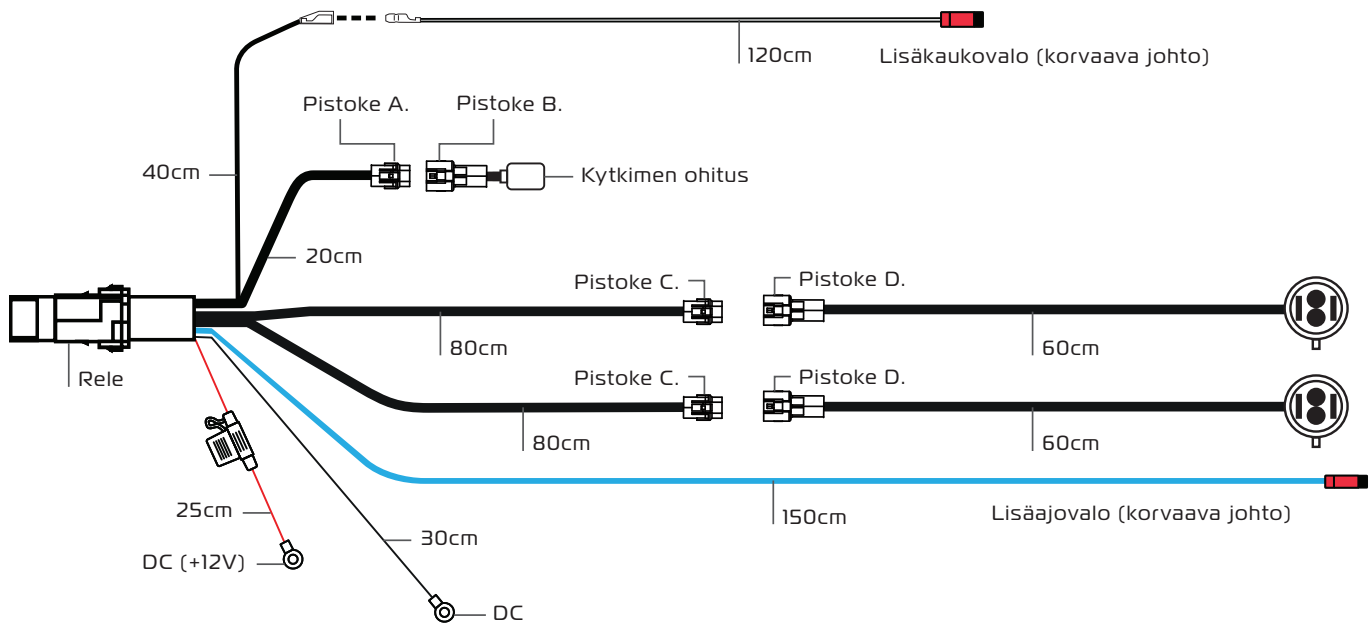 120cm
Lisäkaukovalo (korvaava johto)
Pistoke A.
Pistoke B.
40cm
Kytkimen ohitus
20cm
Pistoke C.
Pistoke D.
80cm
60cm
Rele
Pistoke C.
Pistoke D.
80cm
60cm
25cm
150cm
Lisäajovalo (korvaava johto)
30cm
DC (+12V)
DC